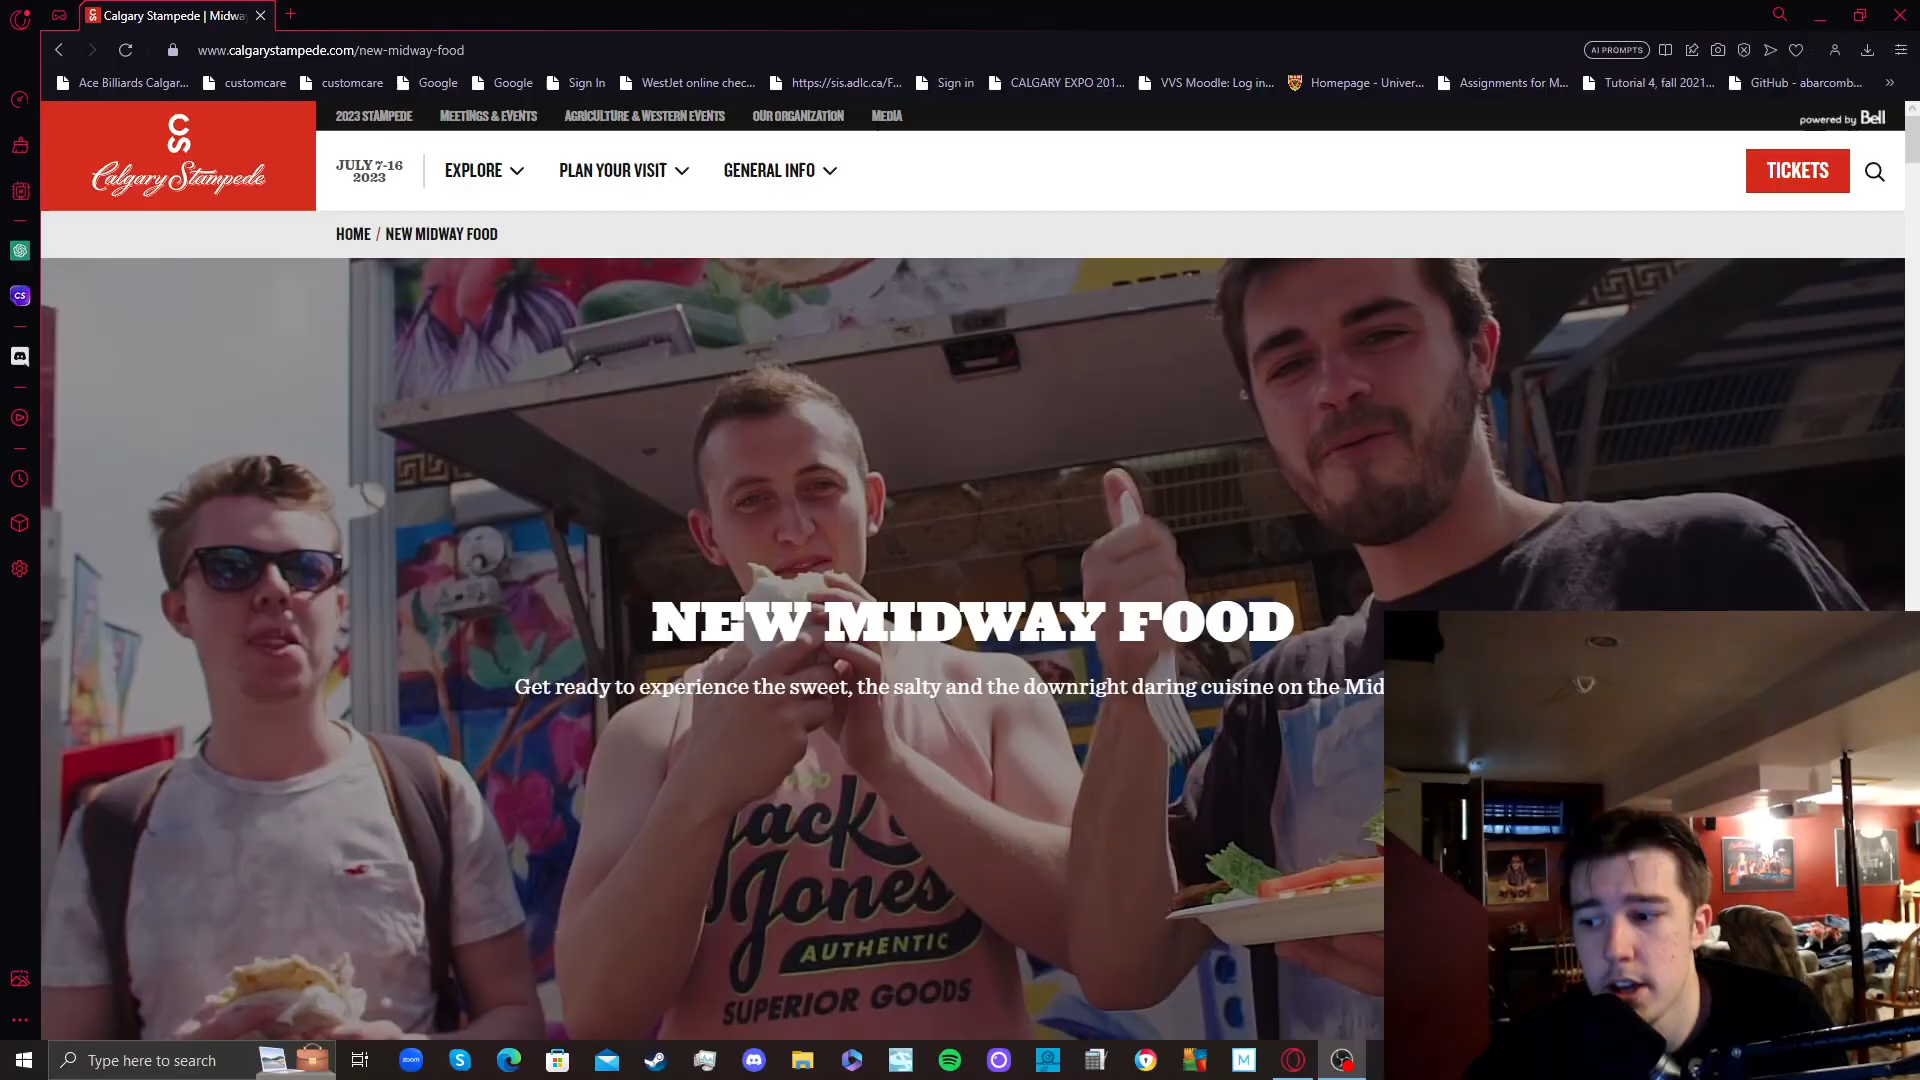 Calgary Stampede | Midwa
www.calgarystampede.com/new-midway-food
AI PROMPTS
Ace Billiards Calgar...
customcare
customcare
Google
Google
Sign In
WestJet online chec...
https://sis.adlc.ca/F...
Sign in
CALGARY EXPO 201...
VVS Moodle: Log in...
Homepage - Univer...
Assignments for M...
Tutorial 4, fall 2021...
GitHub - abarcomb...
CS
Calgary Stampede
2023 STAMPEDE
MEETINGS & EVENTS
AGRICULTURE & WESTERN EVENTS
OUR ORGANIZATION
MEDIA
powered by Bell
JULY 7-16
2023
EXPLORE
PLAN YOUR VISIT
GENERAL INFO
TICKETS
HOME / NEW MIDWAY FOOD
NEW MIDWAY FOOD
Get ready to experience the sweet, the salty and the downright daring cuisine on the Mid
Jack &
Jones
AUTHENTIC
SUPERIOR GOODS
Type here to search
zoom